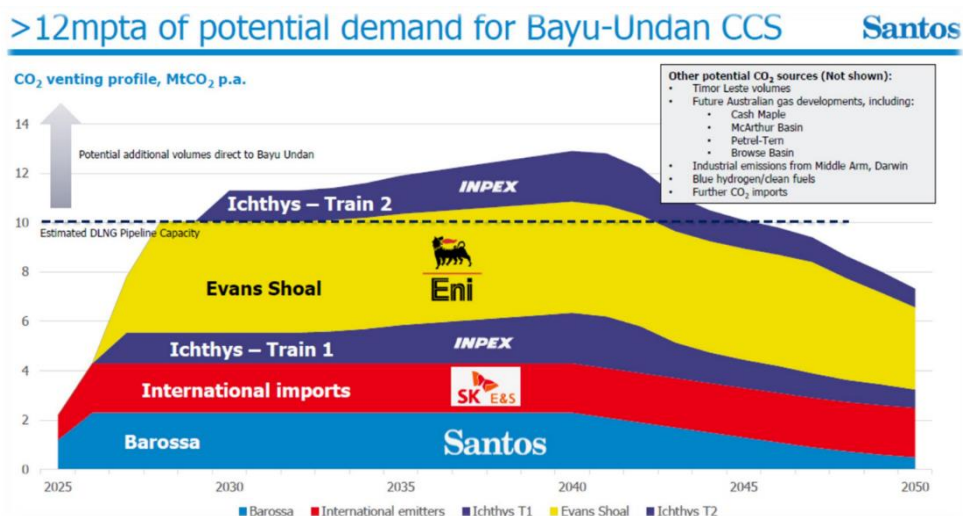 >12mpta of potential demand for Bayu-Undan CCS
Santos
CO₂ venting profile, MtCO₂ p.a.
Other potential CO₂ sources (Not shown):
• Timor Leste volumes
• Future Australian gas developments, including:
• Cash Maple
• McArthur Basin
• Petrel-Tern
• Browse Basin
• Industrial emissions from Middle Arm, Darwin
• Blue hydrogen/clean fuels
• Further CO₂ imports
14
Potential additional volumes direct to Bayu Undan
12
INPEX
Ichthys – Train 2
10
Estimated DLNG Pipeline Capacity
8
Evans Shoal
Eni
6
Ichthys – Train 1
INPEX
4
International imports
SK E&S
2
Barossa
Santos
0
2025
2030
2035
2040
2045
2050
Barossa
International emitters
Ichthys T1
Evans Shoal
Ichthys T2